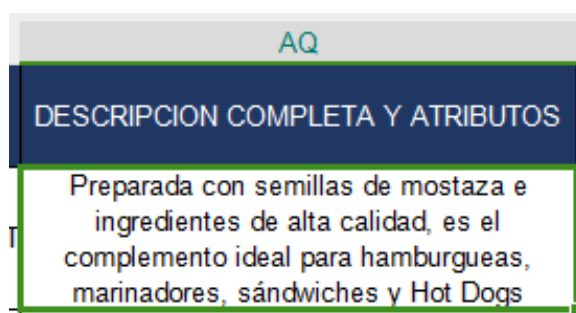 AQ
DESCRIPCION COMPLETA Y ATRIBUTOS
Preparada con semillas de mostaza e
ingredientes de alta calidad, es el
complemento ideal para hamburgueas,
marinadores, sándwiches y Hot Dogs